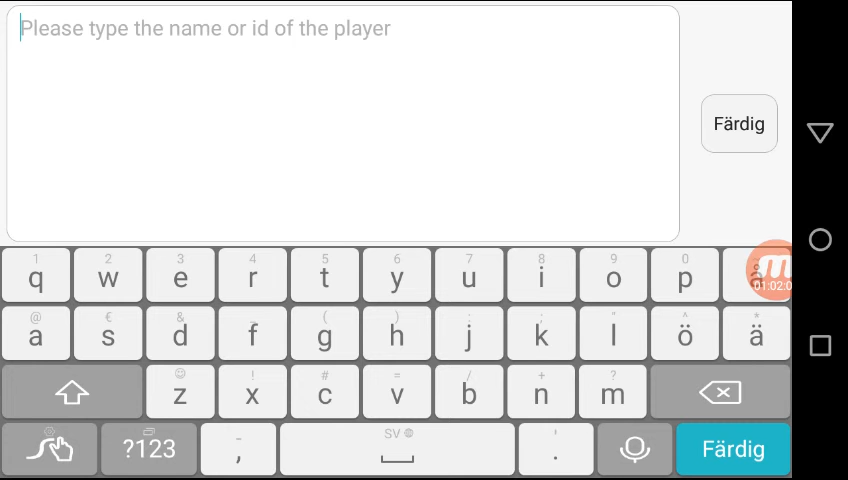 Please type the name or id of the player
Färdig
1 2 3 4 5 6 7 8 9 0
q w e r t y u i o p å
01:02:0
@ € & _ ( ) : ; " ^ *
a s d f g h j k l ö ä
! # = / + ?
z x c v b n m
SV
?123 , . Färdig